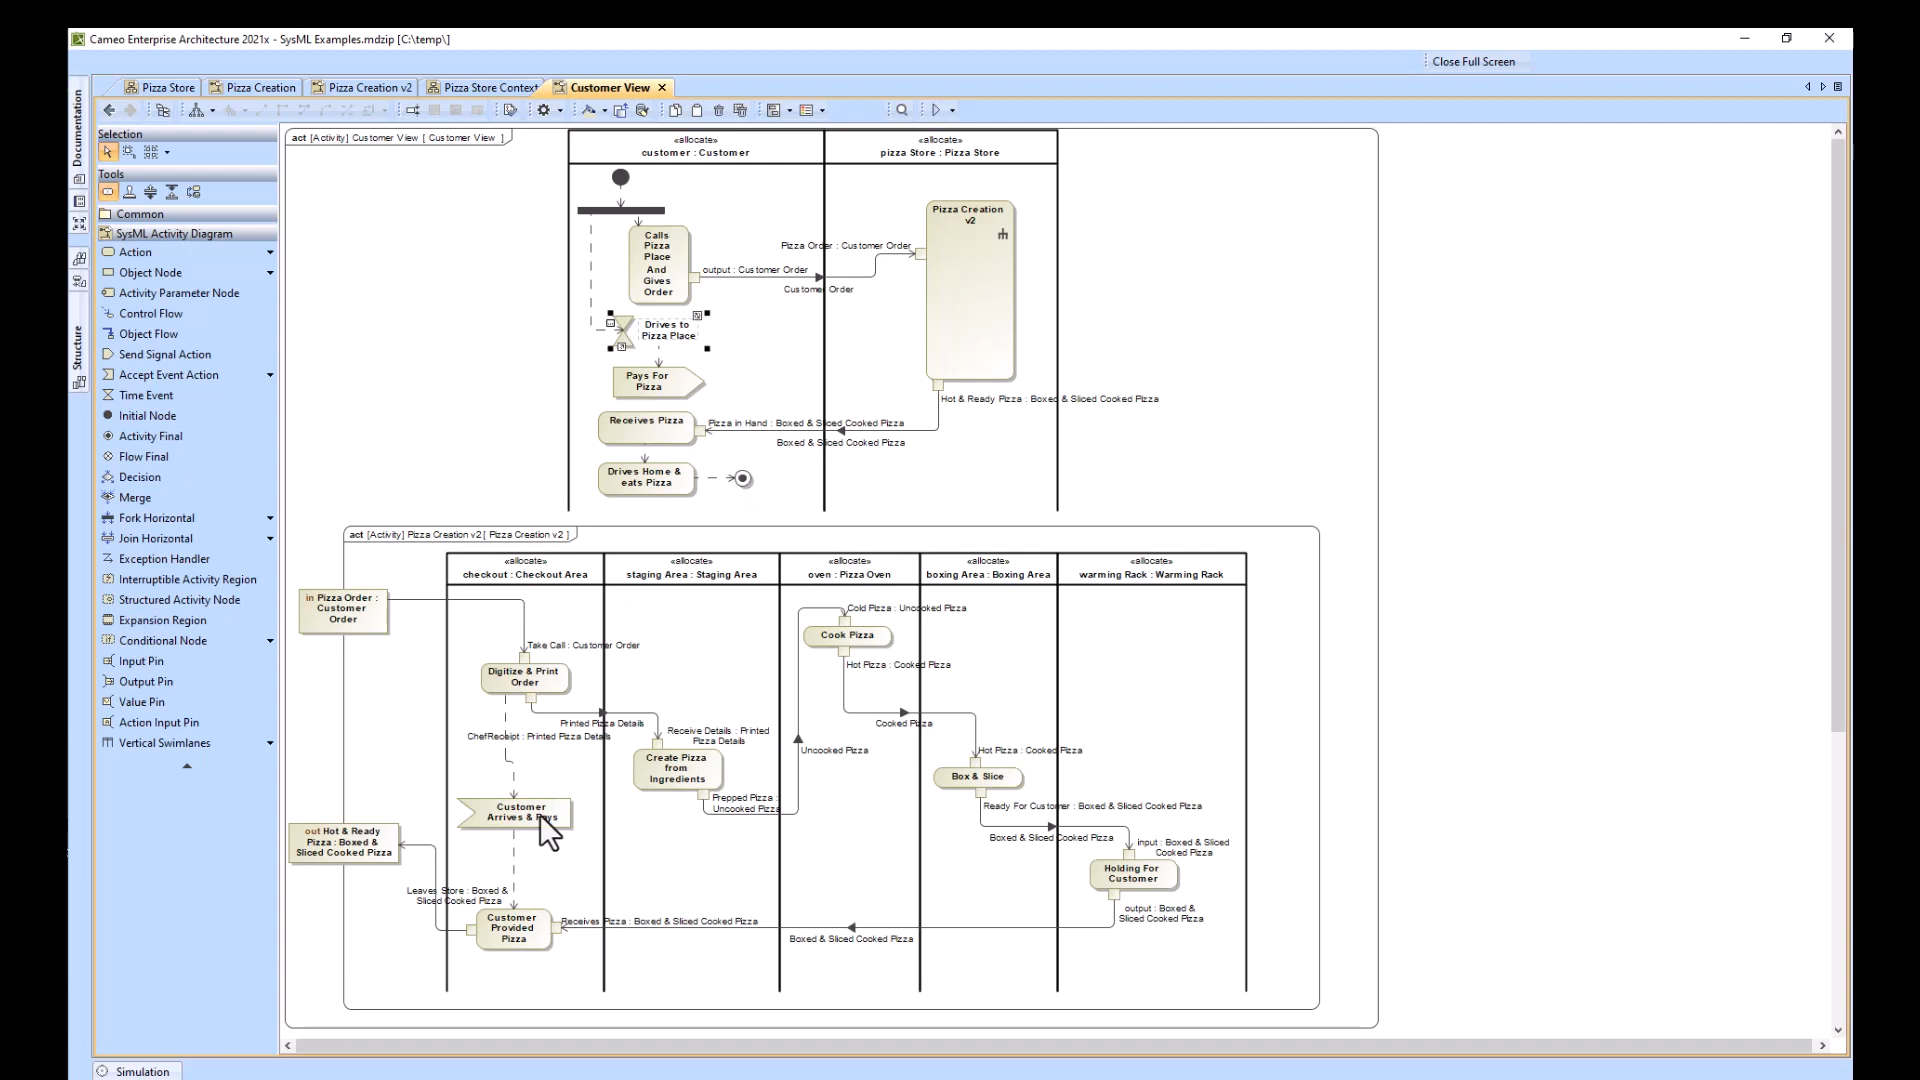 Cameo Enterprise Architecture 2021x - SysML Examples.mdzip [C:\temp\]
Close Full Screen
Pizza Store
Pizza Creation
Pizza Creation v2
Pizza Store Context
Customer View
Documentation
Structure
Selection
Tools
Common
SysML Activity Diagram
Action
Object Node
Activity Parameter Node
Control Flow
Object Flow
Send Signal Action
Accept Event Action
Time Event
Initial Node
Activity Final
Flow Final
Decision
Merge
Fork Horizontal
Join Horizontal
Exception Handler
Interruptible Activity Region
Structured Activity Node
Expansion Region
Conditional Node
Input Pin
Output Pin
Value Pin
Action Input Pin
Vertical Swimlanes
act [Activity] Customer View [ Customer View ]
«allocate»
customer : Customer
«allocate»
pizza Store : Pizza Store
Calls
Pizza
Place
And
Gives
Order
output : Customer Order
Customer Order
Pizza Order : Customer Order
Pizza Creation
v2
Drives to
Pizza Place
Pays For
Pizza
Hot & Ready Pizza : Boxed & Sliced Cooked Pizza
Receives Pizza
Pizza in Hand : Boxed & Sliced Cooked Pizza
Boxed & Sliced Cooked Pizza
Drives Home &
eats Pizza
act [Activity] Pizza Creation v2 [ Pizza Creation v2 ]
«allocate»
checkout : Checkout Area
«allocate»
staging Area : Staging Area
«allocate»
oven : Pizza Oven
«allocate»
boxing Area : Boxing Area
«allocate»
warming Rack : Warming Rack
in Pizza Order :
Customer
Order
Take Call : Customer Order
Digitize & Print
Order
Printed Pizza Details
ChefReceipt : Printed Pizza Details
Receive Details : Printed
Pizza Details
Create Pizza
from
Ingredients
Prepped Pizza :
Uncooked Pizza
Uncooked Pizza
Cold Pizza : Uncooked Pizza
Cook Pizza
Hot Pizza : Cooked Pizza
Cooked Pizza
Hot Pizza : Cooked Pizza
Box & Slice
Ready For Customer : Boxed & Sliced Cooked Pizza
Boxed & Sliced Cooked Pizza
input : Boxed & Sliced
Cooked Pizza
Holding For
Customer
output : Boxed &
Sliced Cooked Pizza
Customer
Arrives & Pays
out Hot & Ready
Pizza : Boxed &
Sliced Cooked Pizza
Leaves Store : Boxed &
Sliced Cooked Pizza
Customer
Provided
Pizza
Receives Pizza : Boxed & Sliced Cooked Pizza
Boxed & Sliced Cooked Pizza
Simulation